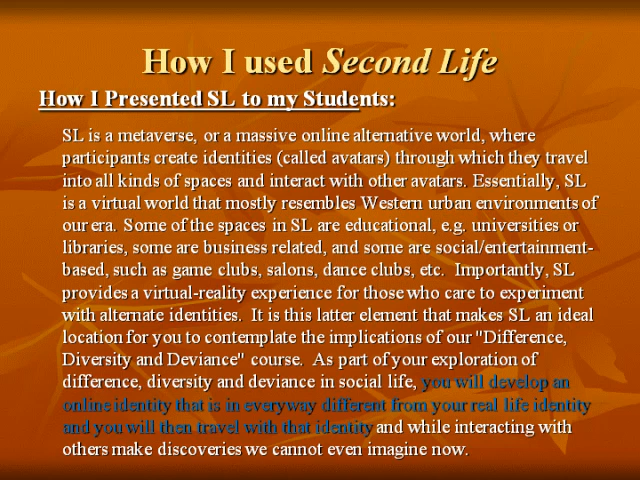 How I used Second Life
How I Presented SL to my Students:
SL is a metaverse, or a massive online alternative world, where
participants create identities (called avatars) through which they travel
into all kinds of spaces and interact with other avatars. Essentially, SL
is a virtual world that mostly resembles Western urban environments of
our era. Some of the spaces in SL are educational, e.g. universities or
libraries, some are business related, and some are social/entertainment-
based, such as game clubs, salons, dance clubs, etc. Importantly, SL
provides a virtual-reality experience for those who care to experiment
with alternate identities. It is this latter element that makes SL an ideal
location for you to contemplate the implications of our "Difference,
Diversity and Deviance" course. As part of your exploration of
difference, diversity and deviance in social life, you will develop an
online identity that is in everyway different from your real life identity
and you will then travel with that identity and while interacting with
others make discoveries we cannot even imagine now.